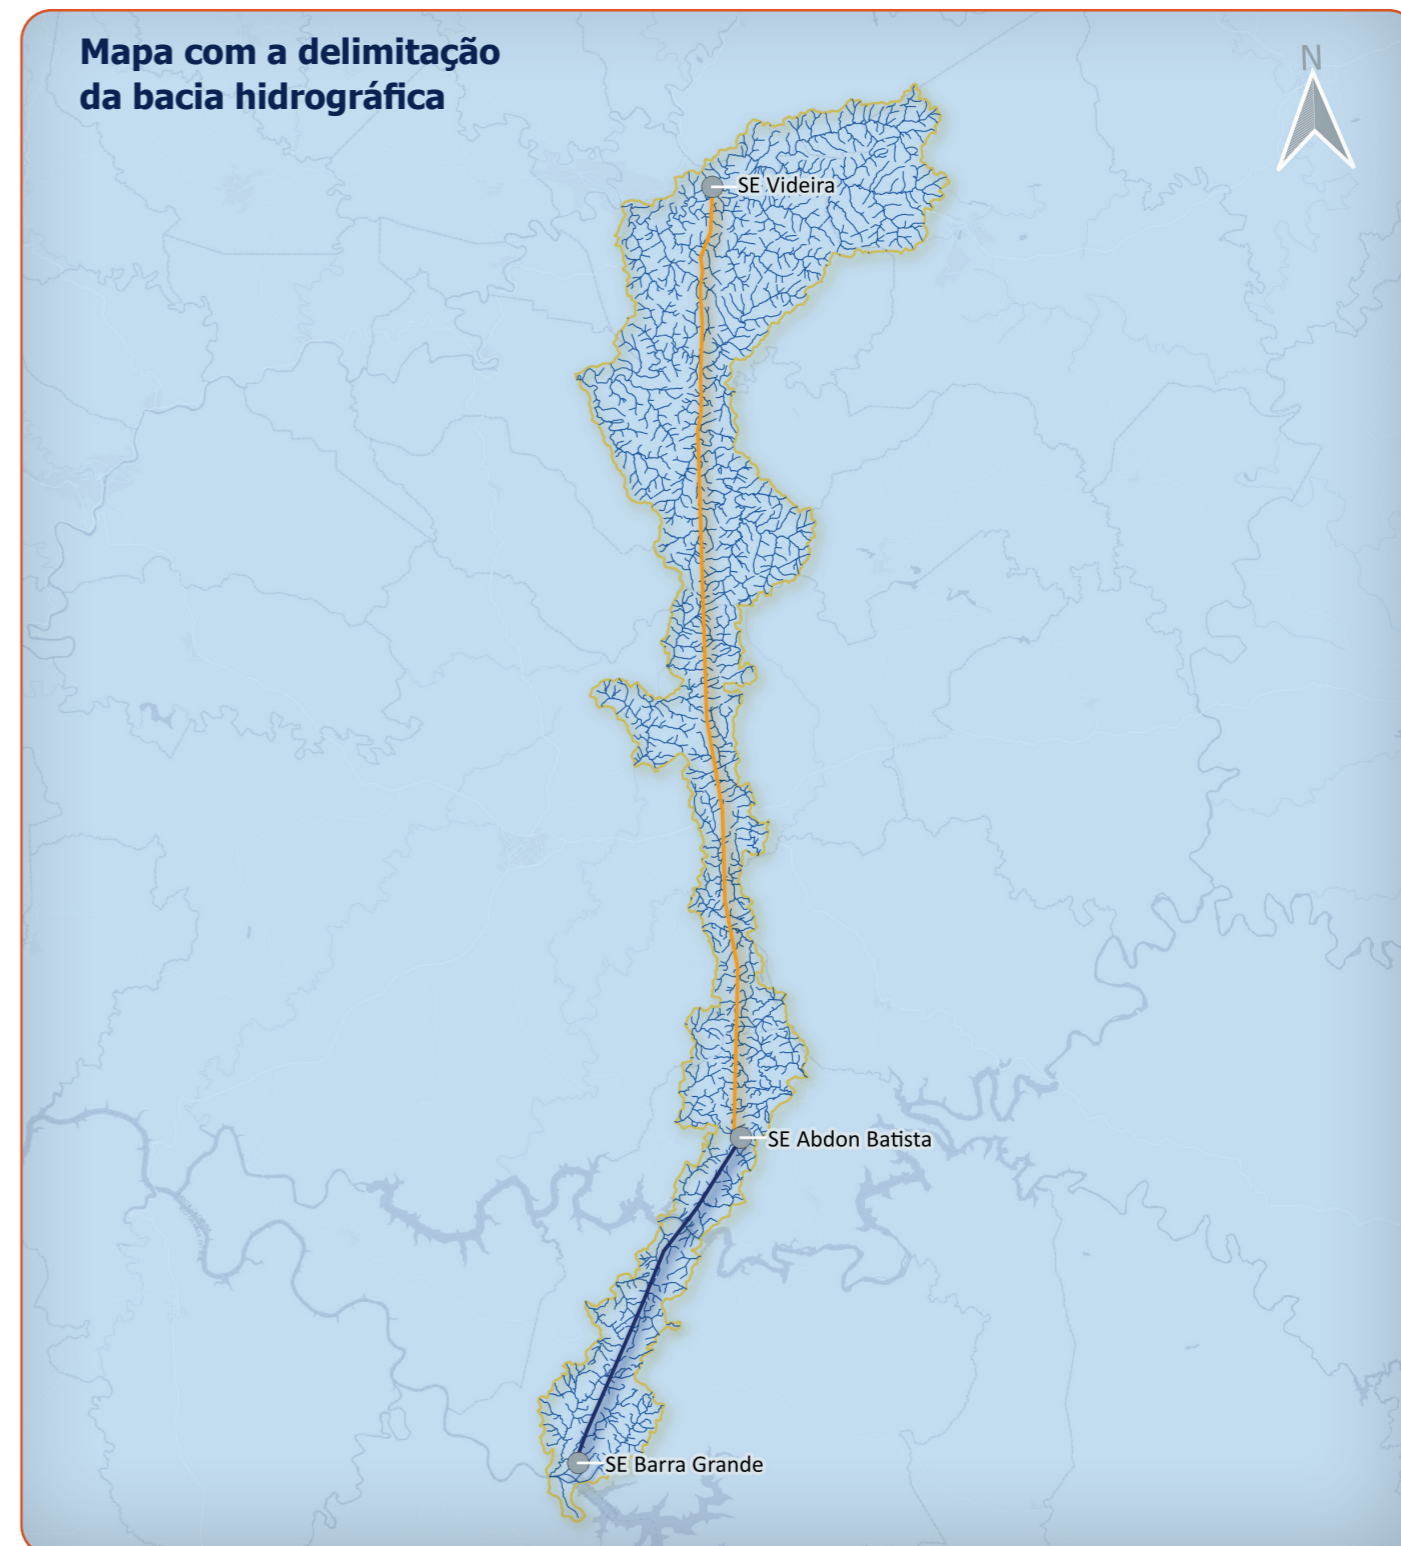 Mapa com a delimitação
da bacia hidrográfica
N
SE Videira
SE Abdon Batista
SE Barra Grande